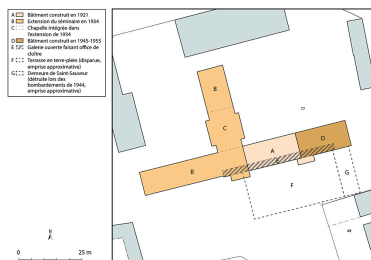 A Bâtiment construit en 1921
B Extension du séminaire en 1934
C Chapelle intégrée dans
l'extension de 1934
D Bâtiment construit en 1945-1955
E Galerie ouverte faisant office de
cloître
F Terrasse en terre-plein (disparue,
emprise approximative)
G Demeure de Saint-Sauveur
(détruite lors des
bombardements de 1944,
emprise approximative)
B
C
A
D
E
B
F
G
N
0 25 m